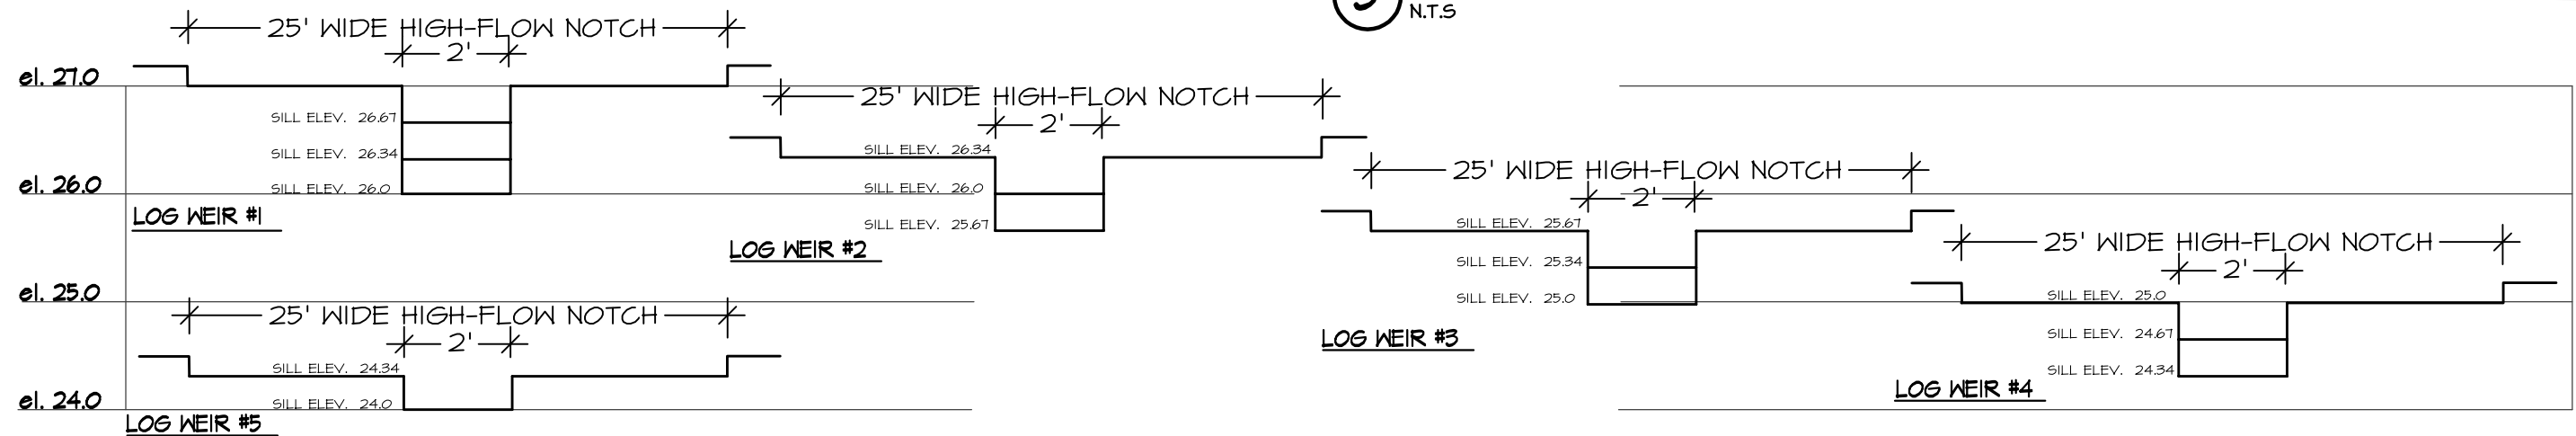 N.T.S
25' WIDE HIGH-FLOW NOTCH
2'
el. 27.0
SILL ELEV. 26.67
SILL ELEV. 26.34
SILL ELEV. 26.0
el. 26.0
LOG WEIR #1
25' WIDE HIGH-FLOW NOTCH
2'
SILL ELEV. 26.34
SILL ELEV. 26.0
SILL ELEV. 25.67
LOG WEIR #2
25' WIDE HIGH-FLOW NOTCH
2'
SILL ELEV. 25.67
SILL ELEV. 25.34
SILL ELEV. 25.0
LOG WEIR #3
25' WIDE HIGH-FLOW NOTCH
2'
SILL ELEV. 25.0
SILL ELEV. 24.67
SILL ELEV. 24.34
LOG WEIR #4
el. 25.0
25' WIDE HIGH-FLOW NOTCH
2'
SILL ELEV. 24.34
SILL ELEV. 24.0
el. 24.0
LOG WEIR #5